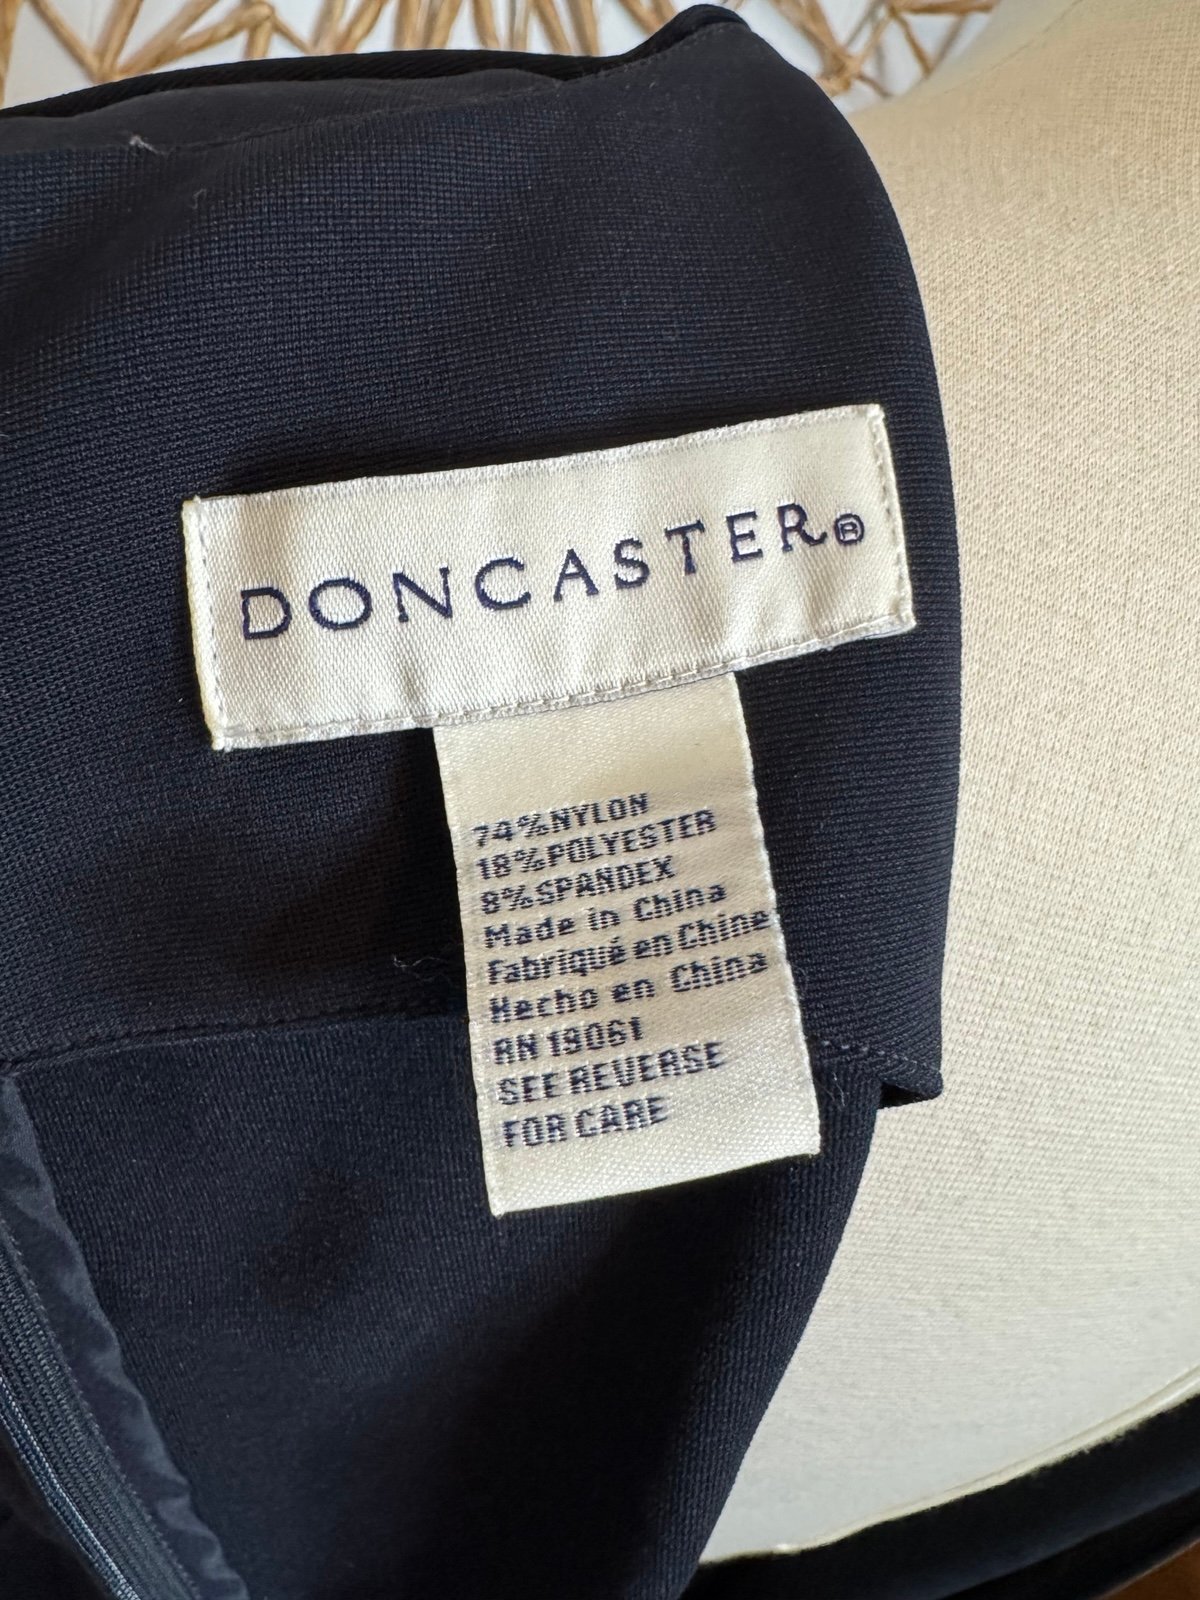 DONCASTER®
74%NYLON
18%POLYESTER
8%SPANDEX
Made in China
Fabriqué en Chine
Hecho en China
RN 19061
SEE REVERSE
FOR CARE